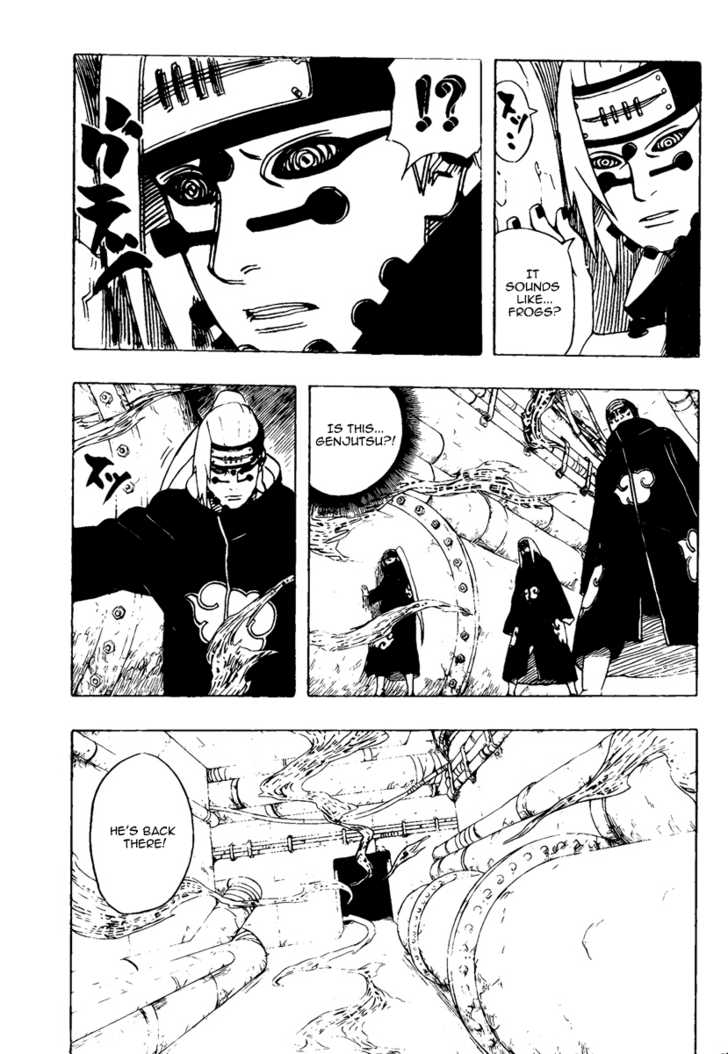 IT
SOUNDS
LIKE...
FROGS?
!?
IS THIS...
GENJUTSU?!
HE'S BACK
THERE!